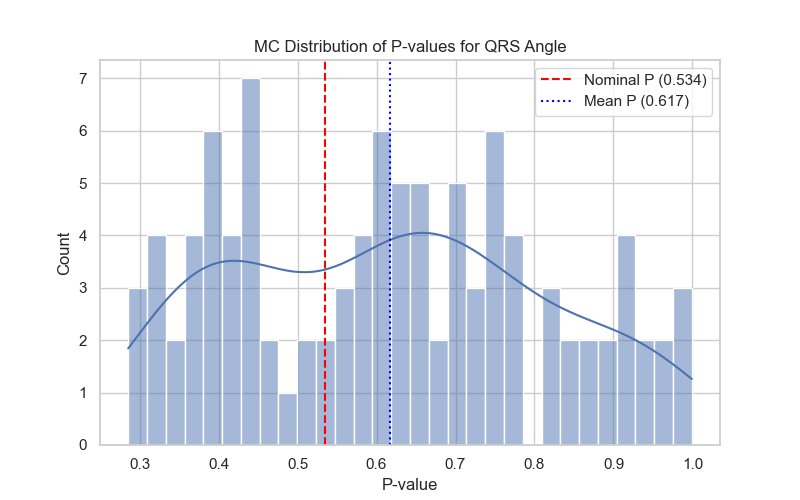 MC Distribution of P-values for QRS Angle
Nominal P (0.534)
Mean P (0.617)
Count
7
6
5
4
3
2
1
0
0.3 0.4 0.5 0.6 0.7 0.8 0.9 1.0
P-value